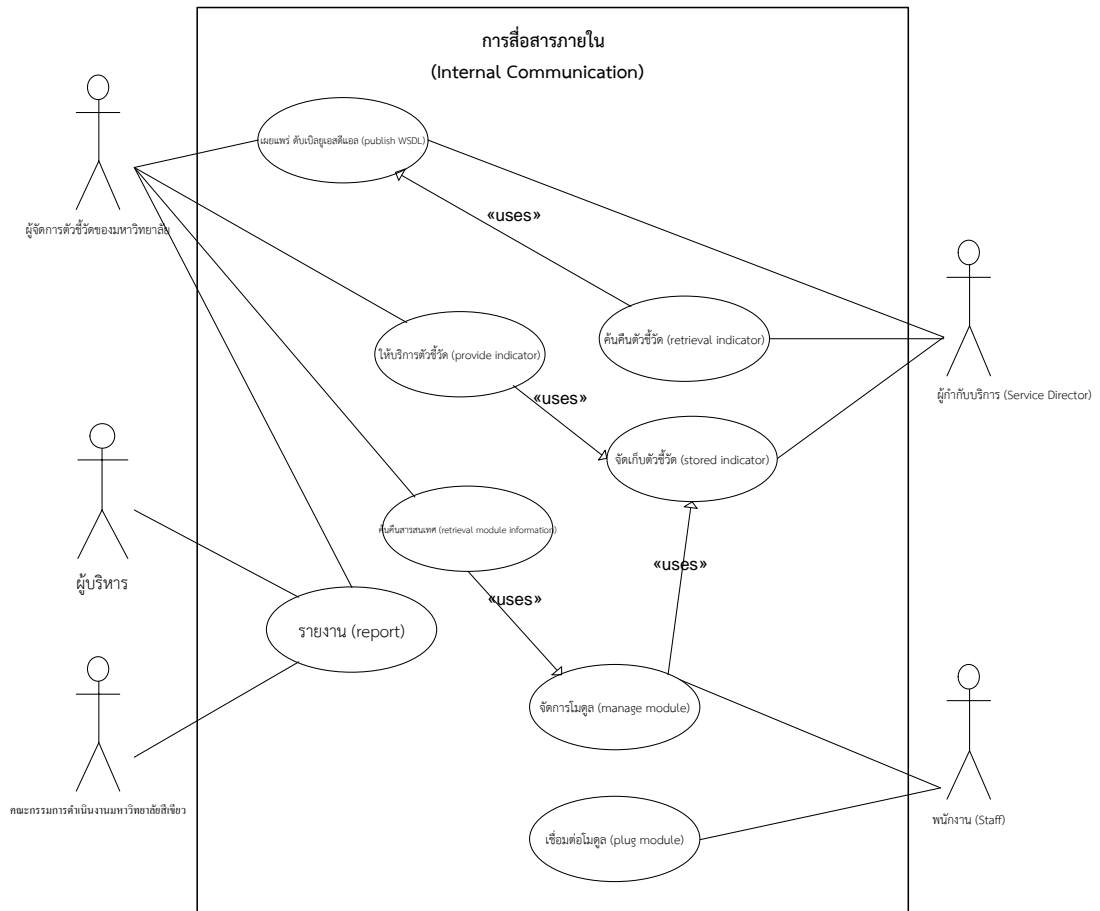 การสื่อสารภายใน
(Internal Communication)
เผยแพร่ ดับเบิลยูเอสดีแอล (publish WSDL)
ผู้จัดการตัวชี้วัดของมหาวิทยาลัย
«uses»
ค้นคืนตัวชี้วัด (retrieval indicator)
ให้บริการตัวชี้วัด (provide indicator)
ผู้กำกับบริการ (Service Director)
«uses»
จัดเก็บตัวชี้วัด (stored indicator)
ค้นคืนสารสนเทศ (retrieval module information)
«uses»
ผู้บริหาร
«uses»
รายงาน (report)
จัดการโมดูล (manage module)
คณะกรรมการดำเนินงานมหาวิทยาลัยสีเขียว
พนักงาน (Staff)
เชื่อมต่อโมดูล (plug module)